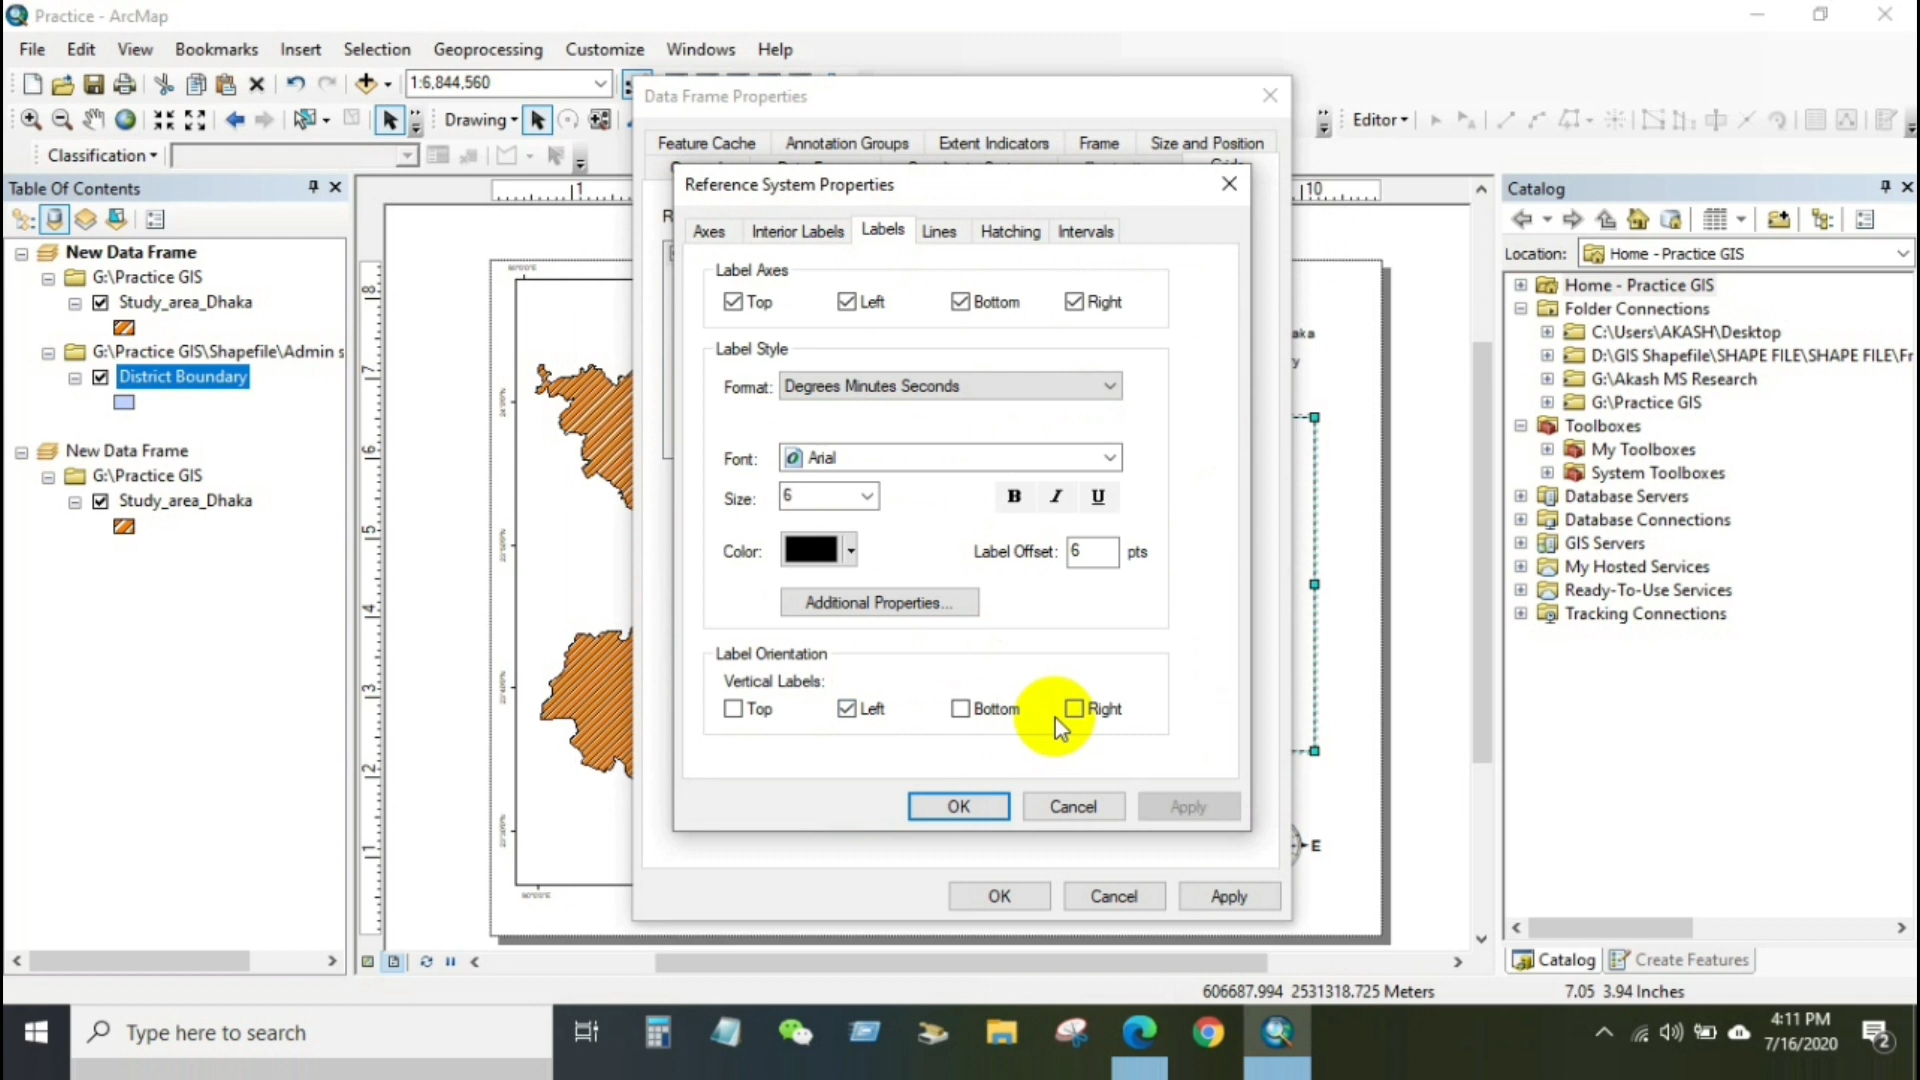 Practice - ArcMap
File Edit View Bookmarks Insert Selection Geoprocessing Customize Windows Help
1:6,844,560
Drawing
Editor
Classification
Table Of Contents
New Data Frame
G:\Practice GIS
Study_area_Dhaka
G:\Practice GIS\Shapefile\Admin s
District Boundary
New Data Frame
G:\Practice GIS
Study_area_Dhaka
Data Frame Properties
Feature Cache Annotation Groups Extent Indicators Frame Size and Position
Reference System Properties
Axes Interior Labels Labels Lines Hatching Intervals
Label Axes
Top Left Bottom Right
Label Style
Format: Degrees Minutes Seconds
Font: Arial
Size: 6 B I U
Color: Label Offset: 6 pts
Additional Properties...
Label Orientation
Vertical Labels:
Top Left Bottom Right
OK Cancel Apply
OK Cancel Apply
E
Catalog
Location: Home - Practice GIS
Home - Practice GIS
Folder Connections
C:\Users\AKASH\Desktop
D:\GIS Shapefile\SHAPE FILE\SHAPE FILE\Fr
G:\Akash MS Research
G:\Practice GIS
Toolboxes
My Toolboxes
System Toolboxes
Database Servers
Database Connections
GIS Servers
My Hosted Services
Ready-To-Use Services
Tracking Connections
Catalog Create Features
606687.994 2531318.725 Meters 7.05 3.94 Inches
Type here to search
4:11 PM
7/16/2020
2